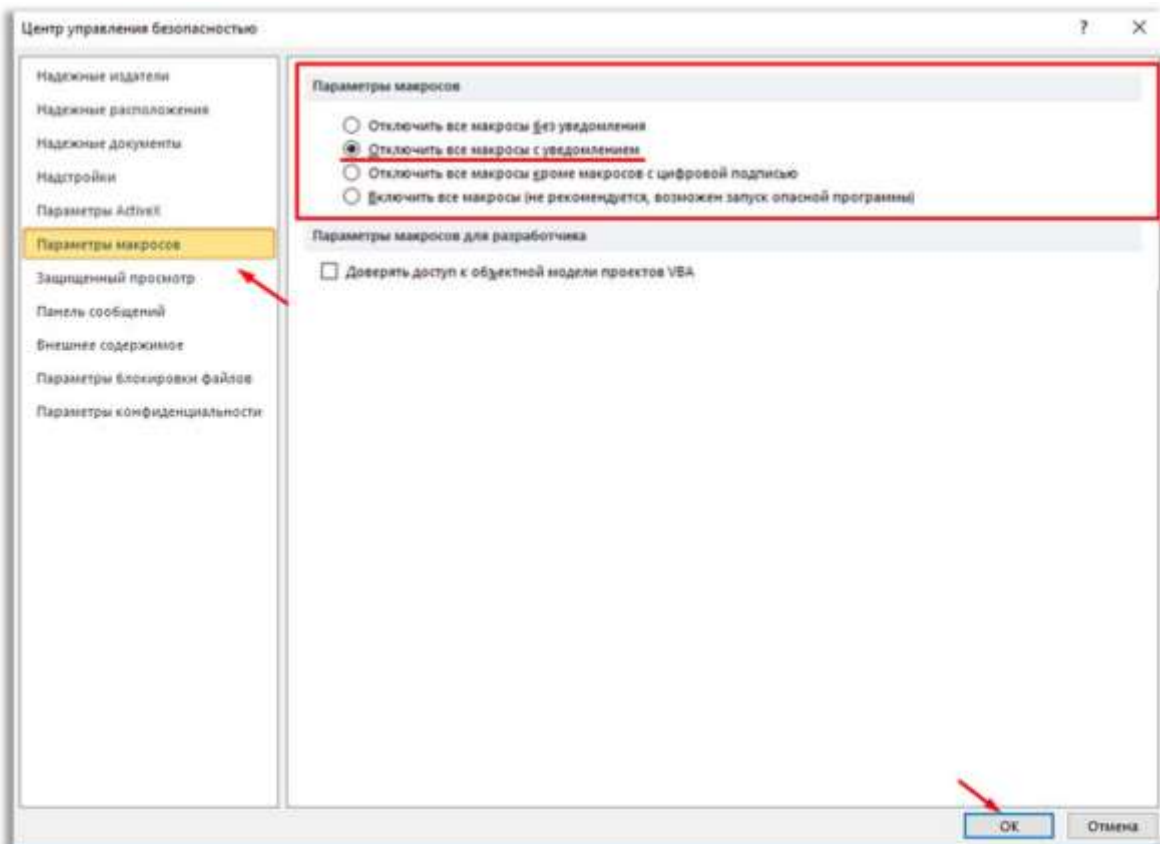 Центр управления безопасностью
?
Надежные издатели
Надежные расположения
Надежные документы
Надстройки
Параметры ActiveX
Параметры макросов
Защищенный просмотр
Панель сообщений
Внешнее содержимое
Параметры блокировки файлов
Параметры конфиденциальности
Параметры макросов
Отключить все макросы без уведомления
Отключить все макросы с уведомлением
Отключить все макросы кроме макросов с цифровой подписью
Включить все макросы (не рекомендуется, возможен запуск опасной программы)
Параметры макросов для разработчика
Доверять доступ к объектной модели проектов VBA
ОК
Отмена